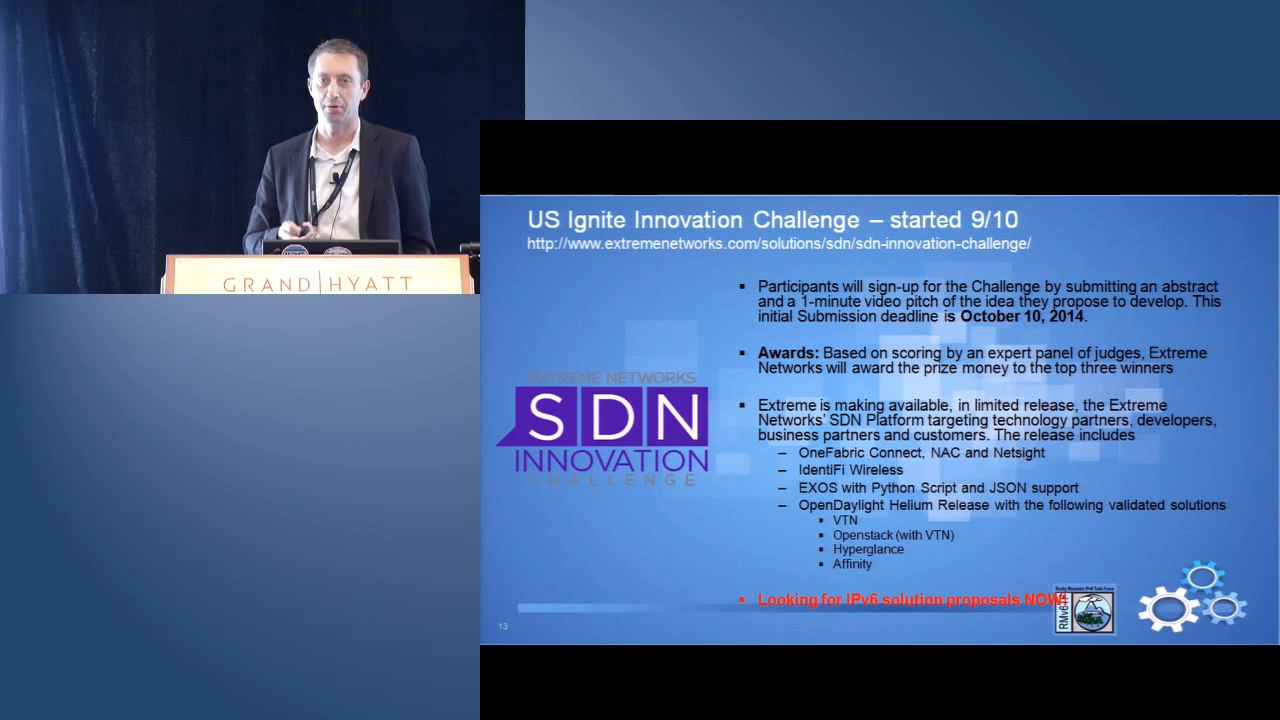 GRAND | HYATT
US Ignite Innovation Challenge – started 9/10
http://www.extremenetworks.com/solutions/sdn/sdn-innovation-challenge/
▪ Participants will sign-up for the Challenge by submitting an abstract
and a 1-minute video pitch of the idea they propose to develop. This
initial Submission deadline is October 10, 2014.
▪ Awards: Based on scoring by an expert panel of judges, Extreme
Networks will award the prize money to the top three winners
▪ Extreme is making available, in limited release, the Extreme
Networks' SDN Platform targeting technology partners, developers,
business partners and customers. The release includes
– OneFabric Connect, NAC and Netsight
– IdentiFi Wireless
– EXOS with Python Script and JSON support
– OpenDaylight Helium Release with the following validated solutions
▪ VTN
▪ Openstack (with VTN)
▪ Hyperglance
▪ Affinity
▪ Looking for IPv6 solution proposals NOW!
EXTREME NETWORKS
SDN
INNOVATION
CHALLENGE
Rocky Mountain IPv6 Task Force
RMv6TF
13